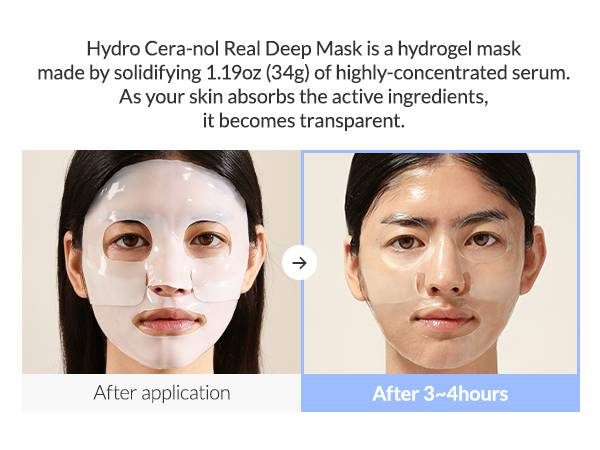 Hydro Cera-nol Real Deep Mask is a hydrogel mask
made by solidifying 1.19oz (34g) of highly-concentrated serum.
As your skin absorbs the active ingredients,
it becomes transparent.
After application
After 3~4hours